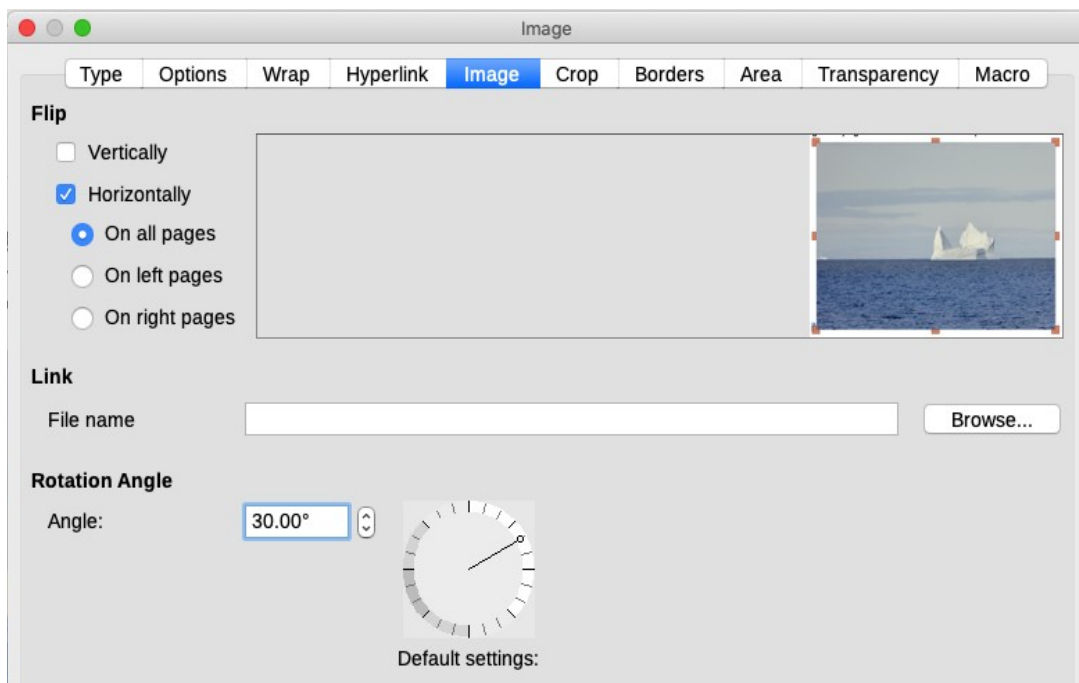 Image
Type Options Wrap Hyperlink Image Crop Borders Area Transparency Macro
Flip
Vertically
Horizontally
On all pages
On left pages
On right pages
Link
File name
Browse...
Rotation Angle
Angle:
30.00°
Default settings: